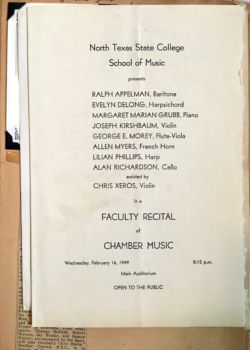 North Texas State College
School of Music
presents
RALPH APPELMAN, Baritone
EVELYN DELONG, Harpsichord
MARGARET MARIAN GRUBB, Piano
JOSEPH KIRSHBAUM, Violin
GEORGE E. MOREY, Flute-Viola
ALLEN MYERS, French Horn
LILIAN PHILLIPS, Harp
ALAN RICHARDSON, Cello
assisted by
CHRIS XEROS, Violin
in a
FACULTY RECITAL
of
CHAMBER MUSIC
Wednesday, February 16, 1949 8:15 p.m.
Main Auditorium
OPEN TO THE PUBLIC